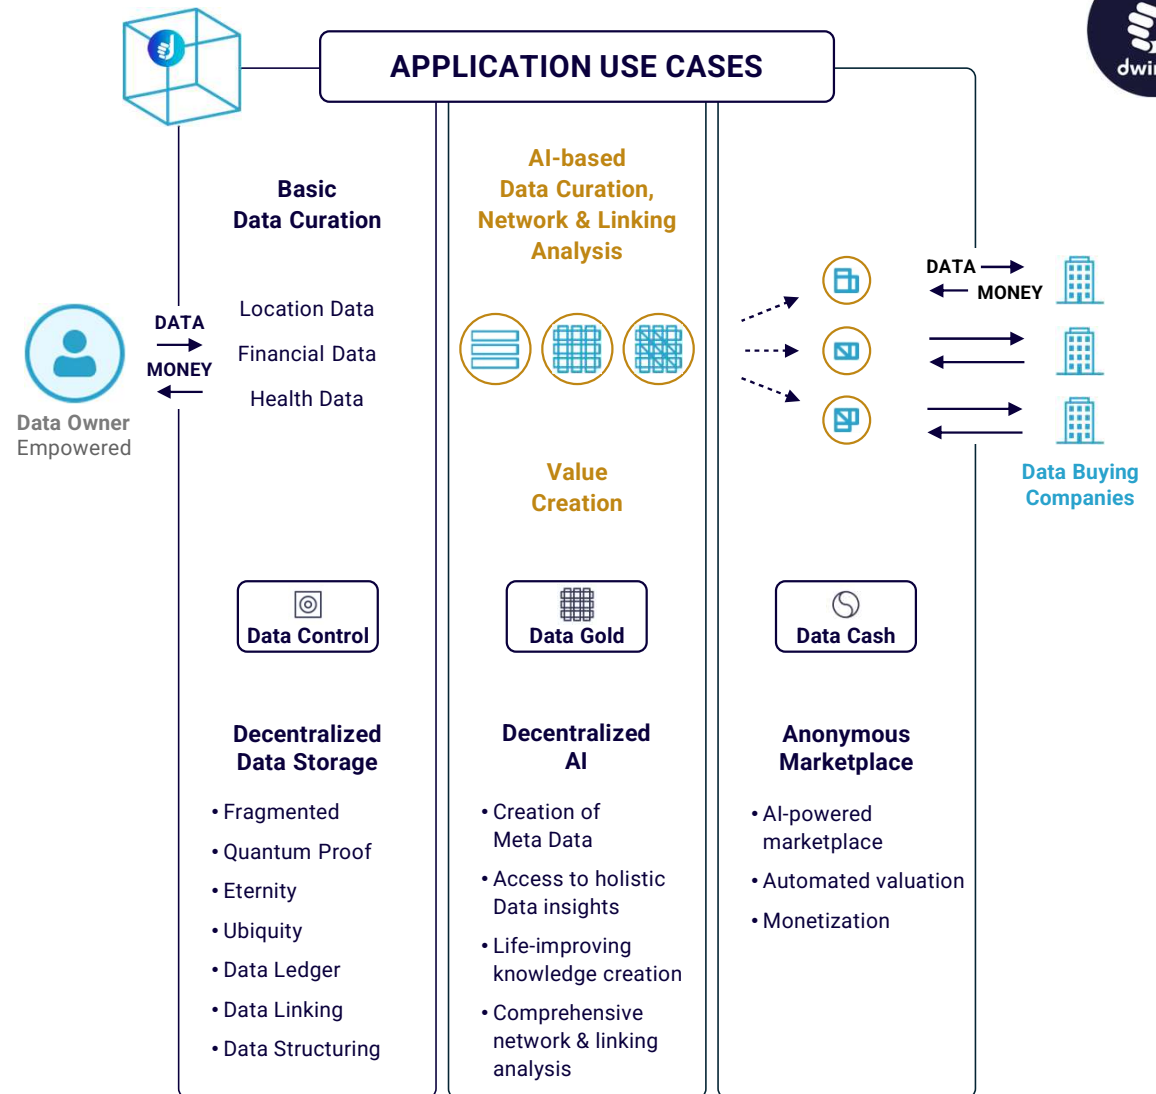 APPLICATION USE CASES
Basic
Data Curation
Location Data
Financial Data
Health Data
DATA
MONEY
Data Owner
Empowered
AI-based
Data Curation,
Network & Linking
Analysis
Value
Creation
DATA
MONEY
Data Buying
Companies
Data Control
Data Gold
Data Cash
Decentralized
Data Storage
• Fragmented
• Quantum Proof
• Eternity
• Ubiquity
• Data Ledger
• Data Linking
• Data Structuring
Decentralized
AI
• Creation of
Meta Data
• Access to holistic
Data insights
• Life-improving
knowledge creation
• Comprehensive
network & linking
analysis
Anonymous
Marketplace
• AI-powered
marketplace
• Automated valuation
• Monetization